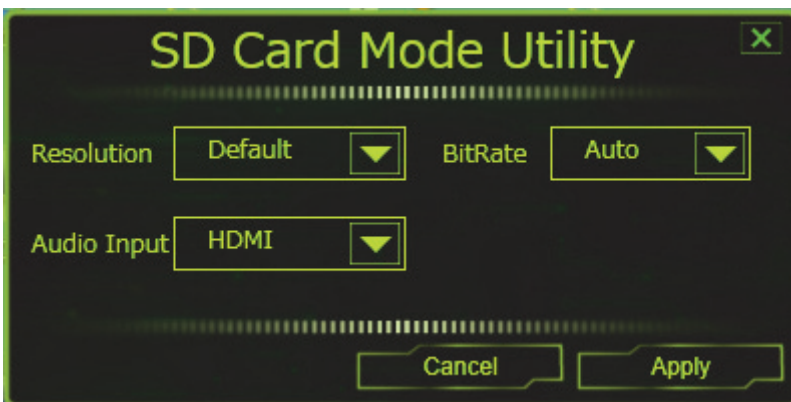 SD Card Mode Utility
Resolution Default BitRate Auto
Audio Input HDMI
Cancel Apply